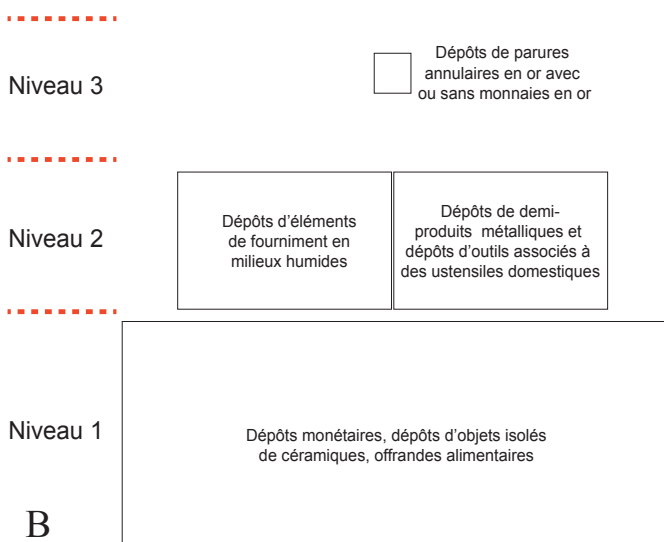 Niveau 3
Dépôts de parures
annulaires en or avec
ou sans monnaies en or
Niveau 2
Dépôts d'éléments
de fourniment en
milieux humides
Dépôts de demi-
produits métalliques et
dépôts d'outils associés à
des ustensiles domestiques
Niveau 1
Dépôts monétaires, dépôts d'objets isolés
de céramiques, offrandes alimentaires
B